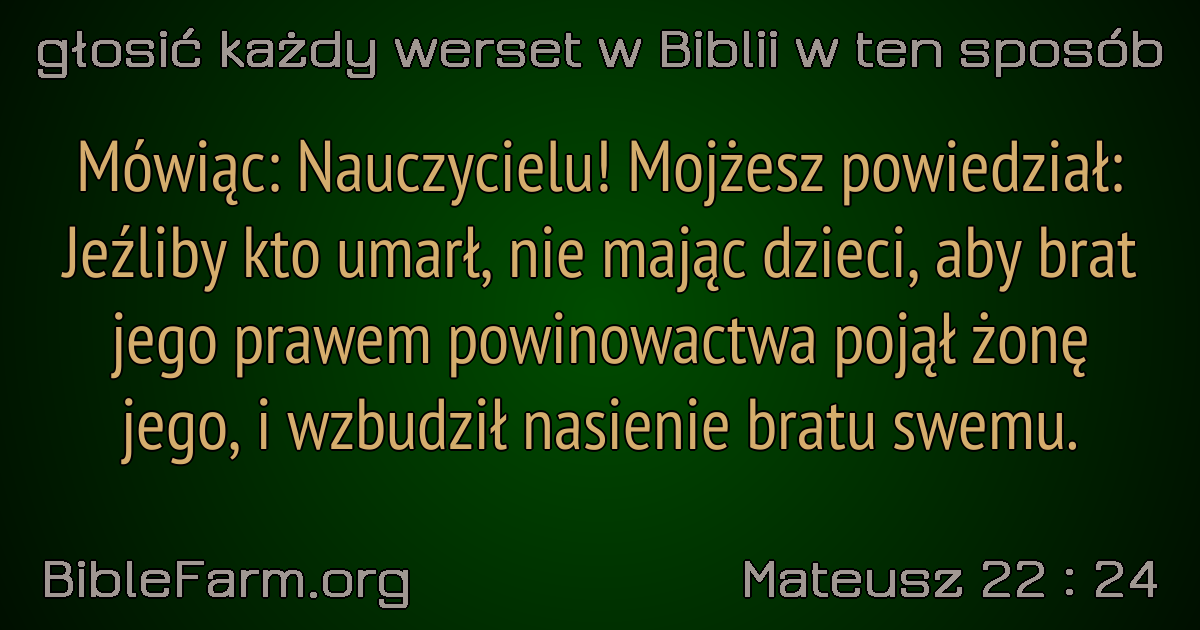 głosić każdy werset w Biblii w ten sposób
Mówiąc: Nauczycielu! Mojżesz powiedział:
Jeźliby kto umarł, nie mając dzieci, aby brat
jego prawem powinowactwa pojął żonę
jego, i wzbudził nasienie bratu swemu.
BibleFarm.org
Mateusz 22 : 24